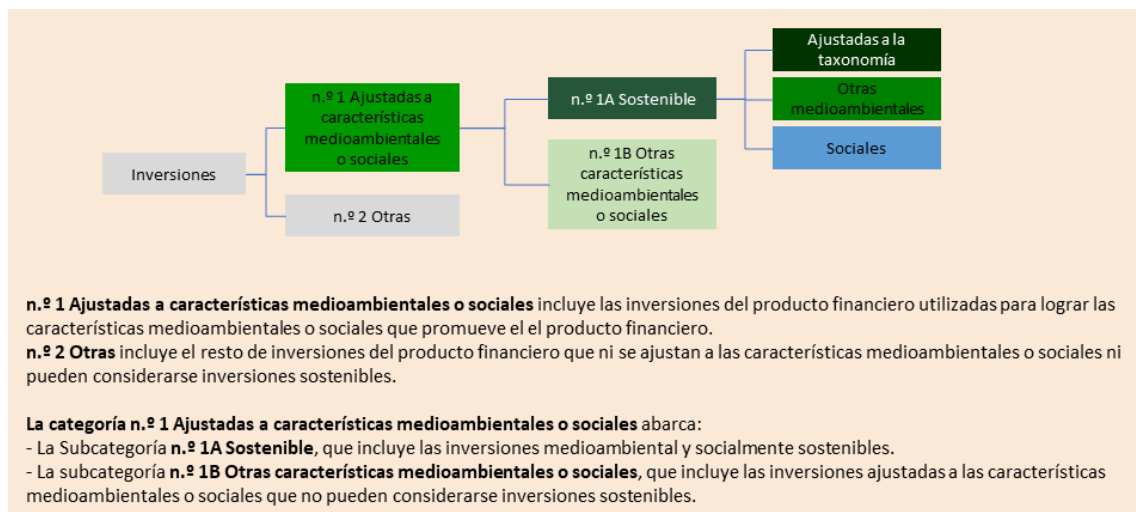 Ajustadas a la
taxonomía
n.º 1 Ajustadas a
características
medioambientales
o sociales
n.º 1A Sostenible
Otras
medioambientales
Sociales
n.º 1B Otras
características
medioambientales
o sociales
Inversiones
n.º 2 Otras
n.º 1 Ajustadas a características medioambientales o sociales incluye las inversiones del producto financiero utilizadas para lograr las
características medioambientales o sociales que promueve el el producto financiero.
n.º 2 Otras incluye el resto de inversiones del producto financiero que ni se ajustan a las características medioambientales o sociales ni
pueden considerarse inversiones sostenibles.
La categoría n.º 1 Ajustadas a características medioambientales o sociales abarca:
- La Subcategoría n.º 1A Sostenible, que incluye las inversiones medioambiental y socialmente sostenibles.
- La subcategoría n.º 1B Otras características medioambientales o sociales, que incluye las inversiones ajustadas a las características
medioambientales o sociales que no pueden considerarse inversiones sostenibles.